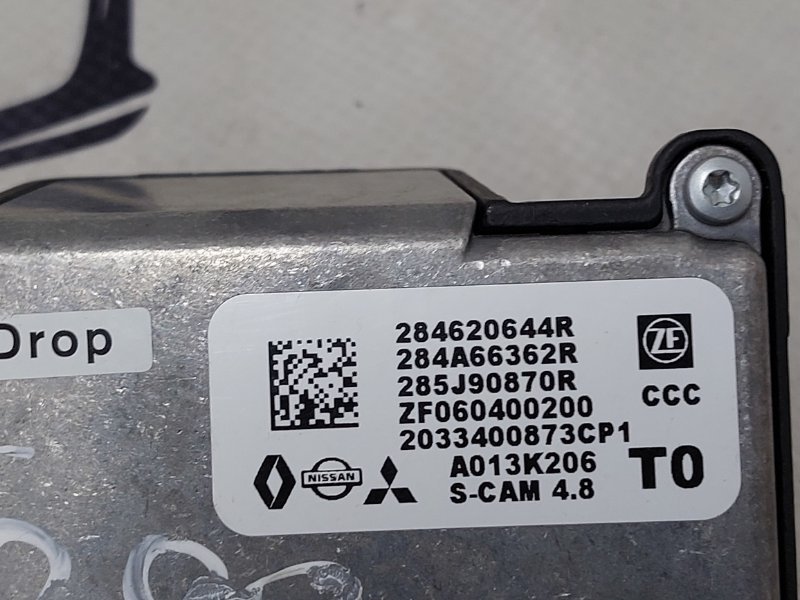 Drop
284620644R
284A66362R
285J90870R
ZF060400200
2033400873CP1
A013K206
S-CAM 4.8
ZF
CCC
T0
NISSAN